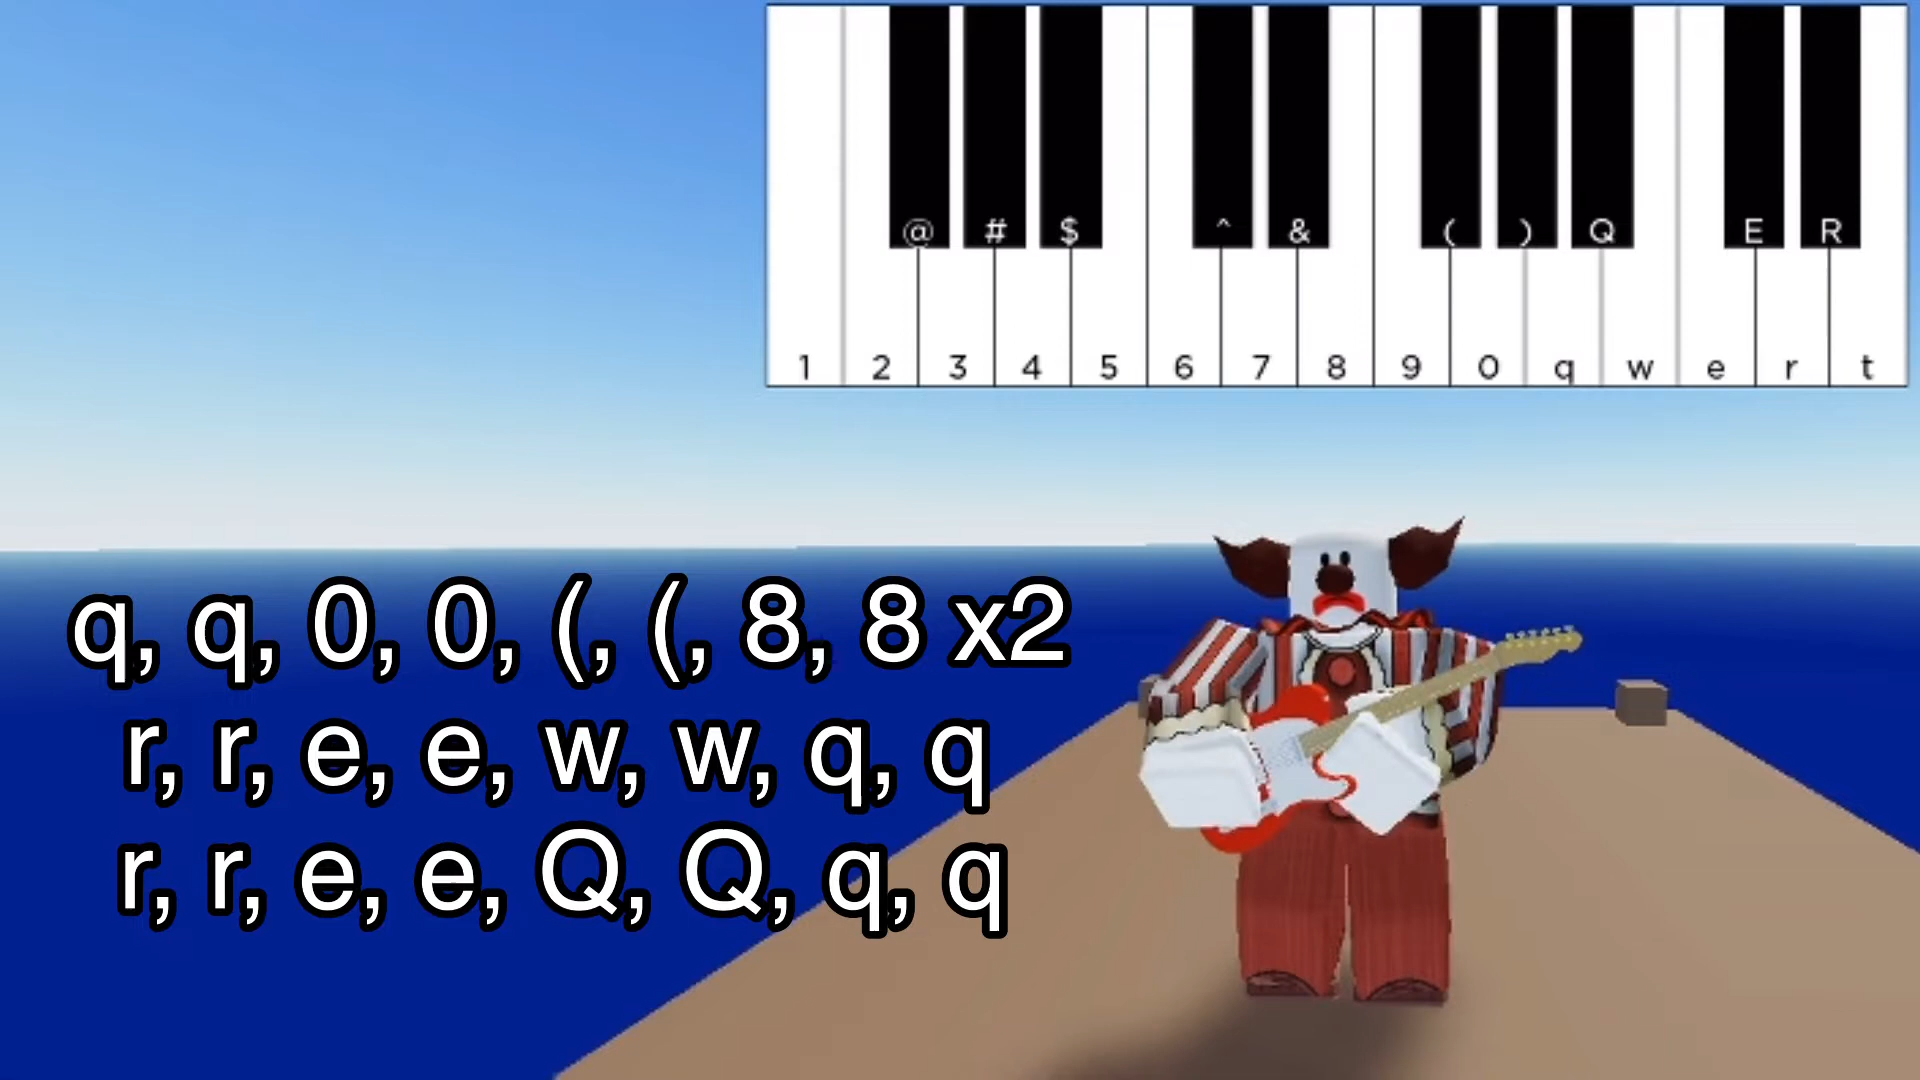 @ # $ ^ & ( ) Q E R
1 2 3 4 5 6 7 8 9 0 q w e r t
q, q, 0, 0, (, (, 8, 8 x2
r, r, e, e, w, w, q, q
r, r, e, e, Q, Q, q, q